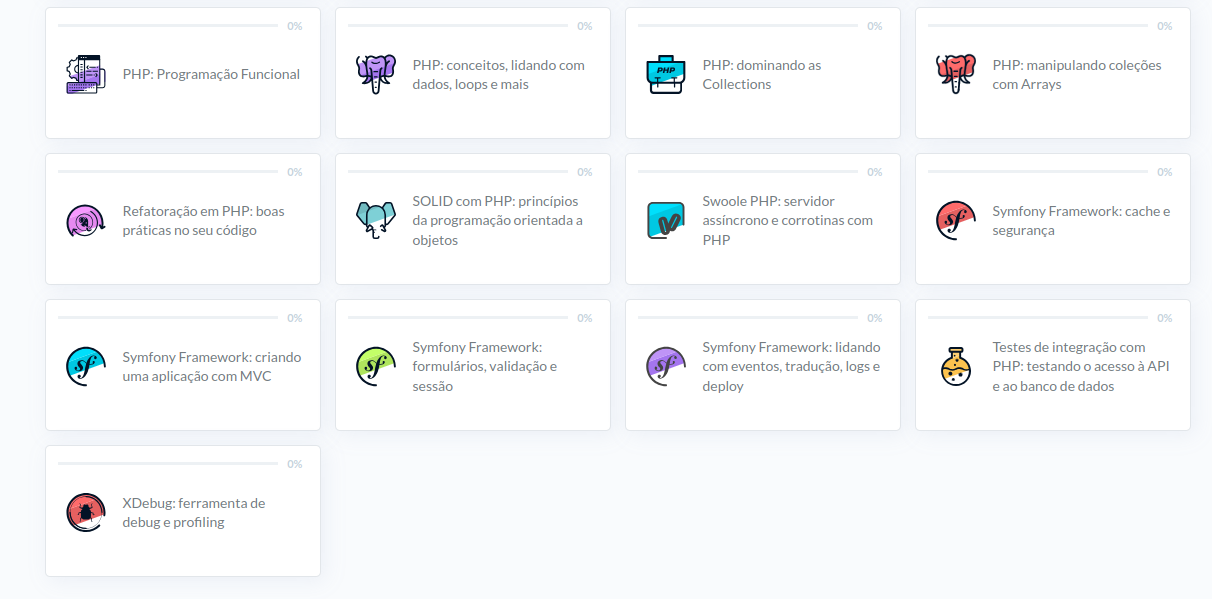 0%
PHP: Programação Funcional
0%
PHP: conceitos, lidando com
dados, loops e mais
0%
PHP
PHP: dominando as
Collections
0%
PHP: manipulando coleções
com Arrays
0%
Refatoração em PHP: boas
práticas no seu código
0%
SOLID com PHP: princípios
da programação orientada a
objetos
0%
Swoole PHP: servidor
assíncrono e corrotinas com
PHP
0%
sf
Symfony Framework: cache e
segurança
0%
sf
Symfony Framework: criando
uma aplicação com MVC
0%
sf
Symfony Framework:
formulários, validação e
sessão
0%
sf
Symfony Framework: lidando
com eventos, tradução, logs e
deploy
0%
Testes de integração com
PHP: testando o acesso à API
e ao banco de dados
0%
XDebug: ferramenta de
debug e profiling